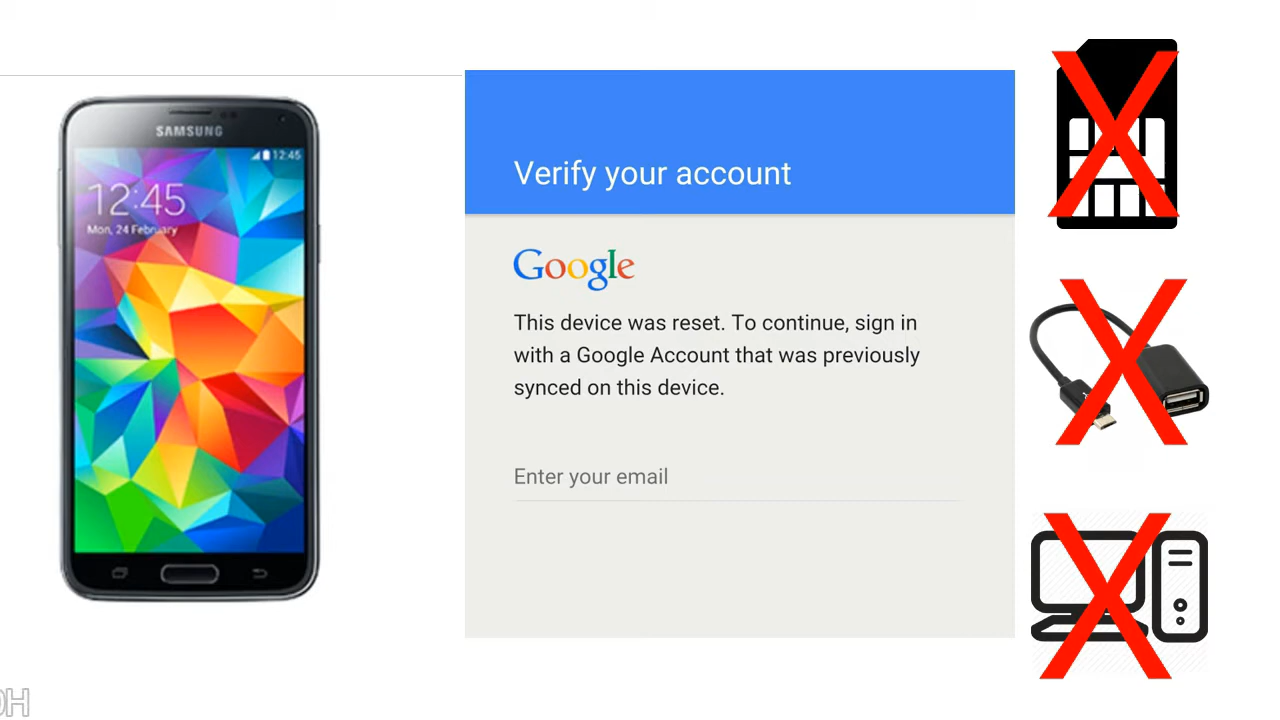 SAMSUNG
12:45
12:45
Mon, 24 February
Verify your account
Google
This device was reset. To continue, sign in
with a Google Account that was previously
synced on this device.
Enter your email